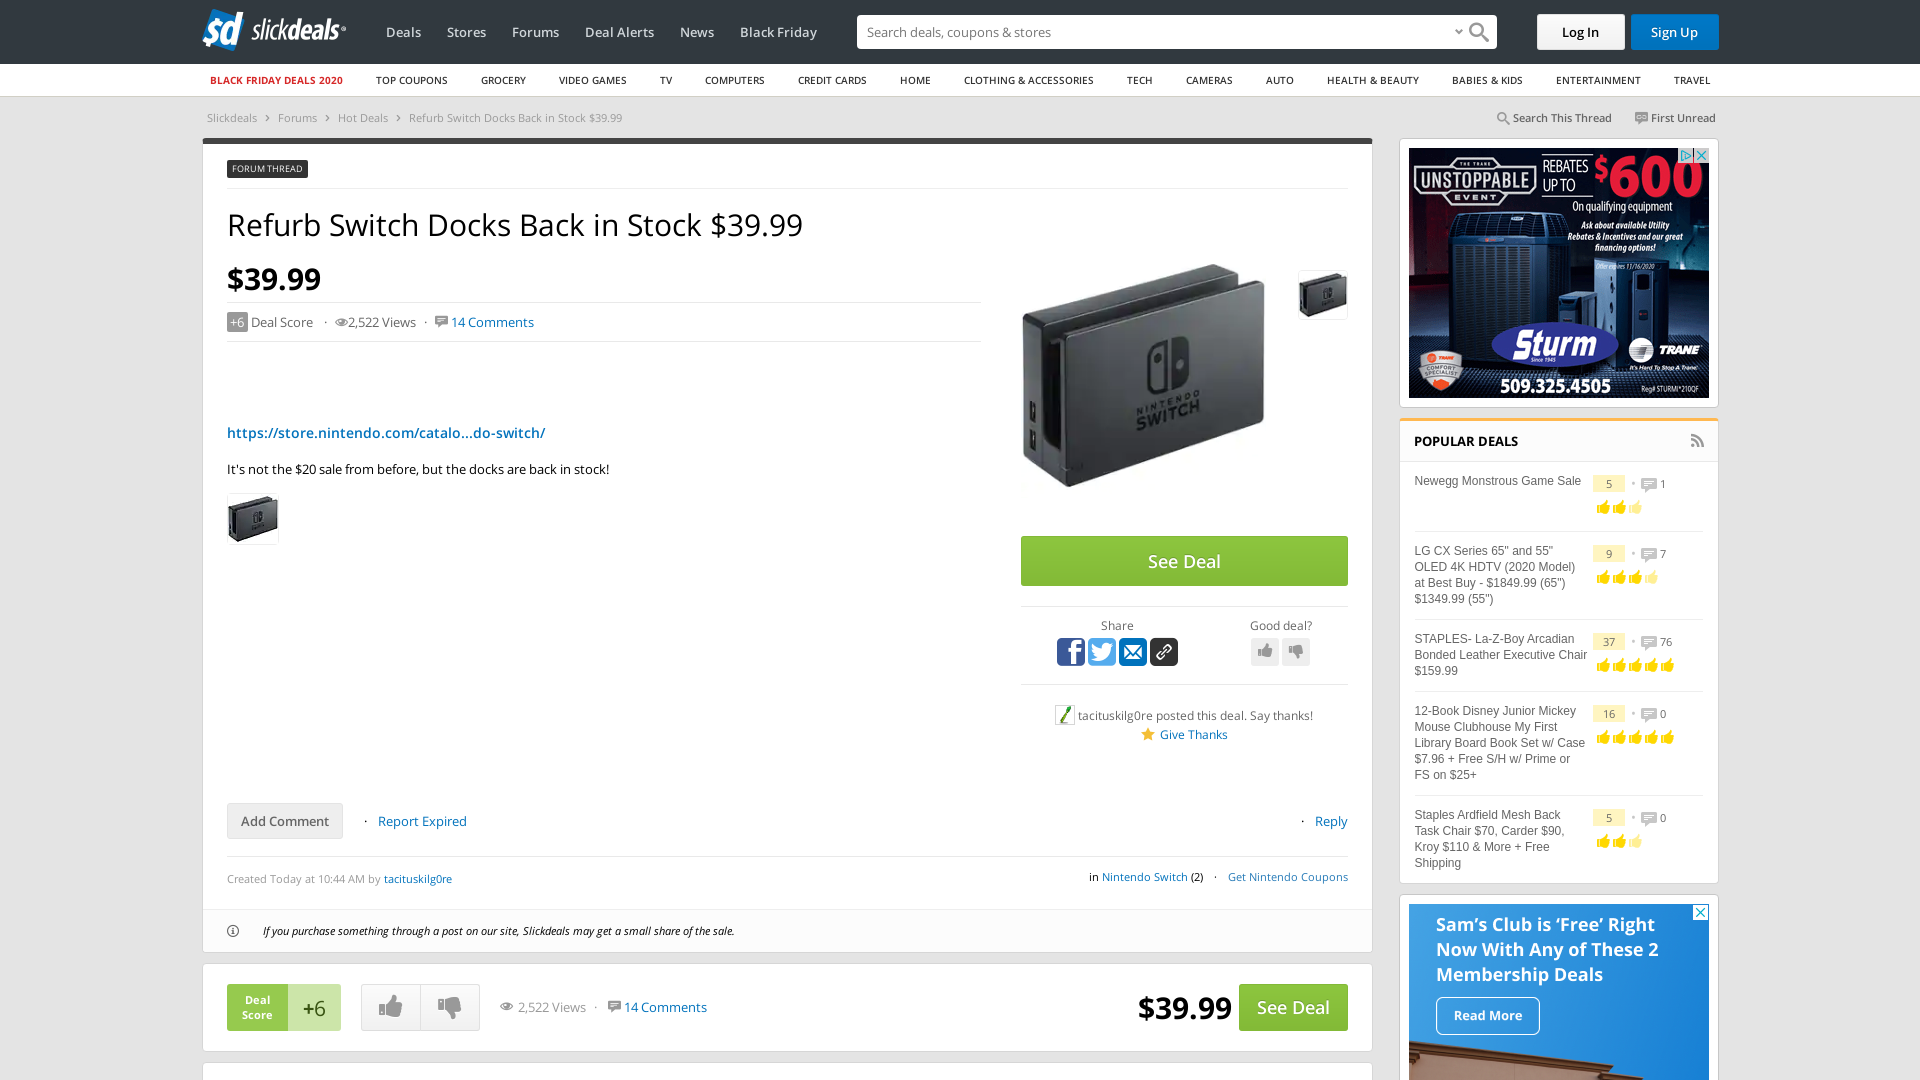 sd slickdeals
Deals Stores Forums Deal Alerts News Black Friday
Search deals, coupons & shopping
Log In
Sign Up
BLACK FRIDAY DEALS 2020 TOP COUPONS GROCERY VIDEO GAMES TV COMPUTERS CREDIT CARDS HOME CLOTHING & ACCESSORIES TECH CAMERAS AUTO HEALTH & BEAUTY BABIES & KIDS ENTERTAINMENT TRAVEL
Slickdeals › Forums › Hot Deals › Refurb Switch Docks Back in Stock $39.99
Search This Thread First Unread
FORUM THREAD
Refurb Switch Docks Back in Stock $39.99
$39.99
+6 Deal Score · 2,522 Views · 14 Comments
https://store.nintendo.com/catalo...do-switch/
It's not the $20 sale from before, but the docks are back in stock!
NINTENDO
SWITCH
See Deal
Share
Good deal?
tacituskilg0re posted this deal. Say thanks!
Give Thanks
Add Comment · Report Expired
· Reply
Created Today at 10:44 AM by tacituskilg0re
in Nintendo Switch (2) · Get Nintendo Coupons
If you purchase something through a post on our site, Slickdeals may get a small share of the sale.
Deal
Score
+6
2,522 Views · 14 Comments
$39.99
See Deal
THE TRANE
UNSTOPPABLE
EVENT
REBATES
UP TO
$600
On qualifying equipment
Ask about available Utility
Rebates & Incentives and our great
financing options!
Offer expires 11/16/2020
Sturm
Since 1945
TRANE
COMFORT
SPECIALIST
TRANE
It's Hard To Stop A Trane.
509.325.4505
Reg# STURMI*210QF
POPULAR DEALS
Newegg Monstrous Game Sale
5 · 1
LG CX Series 65" and 55"
OLED 4K HDTV (2020 Model)
at Best Buy - $1849.99 (65")
$1349.99 (55")
9 · 7
STAPLES- La-Z-Boy Arcadian
Bonded Leather Executive Chair
$159.99
37 · 76
12-Book Disney Junior Mickey
Mouse Clubhouse My First
Library Board Book Set w/ Case
$7.96 + Free S/H w/ Prime or
FS on $25+
16 · 0
Staples Ardfield Mesh Back
Task Chair $70, Carder $90,
Kroy $110 & More + Free
Shipping
5 · 0
Sam's Club is 'Free' Right
Now With Any of These 2
Membership Deals
Read More